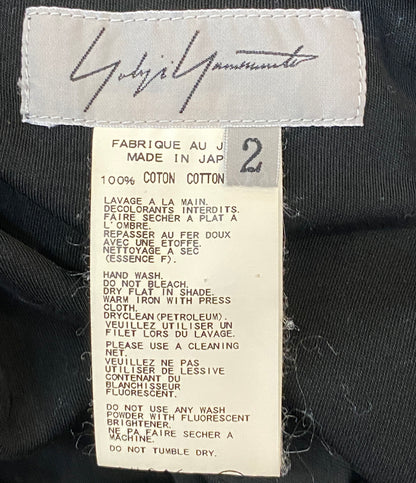 Yohji Yamamoto
FABRIQUE AU J
MADE IN JAP
2
100% COTON COTTON
LAVAGE A LA MAIN.
DECOLORANTS INTERDITS.
FAIRE SECHER A PLAT A
L'OMBRE.
REPASSER AU FER DOUX
AVEC UNE ETOFFE.
NETTOYAGE A SEC
(ESSENCE F).
HAND WASH.
DO NOT BLEACH.
DRY FLAT IN SHADE.
WARM IRON WITH PRESS
CLOTH.
DRYCLEAN(PETROLEUM).
VEUILLEZ UTILISER UN
FILET LORS DU LAVAGE.
PLEASE USE A CLEANING
NET.
VEUILLEZ NE PAS
UTILISER DE LESSIVE
CONTENANT DU
BLANCHISSEUR
FLUORESCENT.
DO NOT USE ANY WASH
POWDER WITH FLUORESCENT
BRIGHTENER.
NE PA FAIRE SECHER A
MACHINE.
DO NOT TUMBLE DRY.